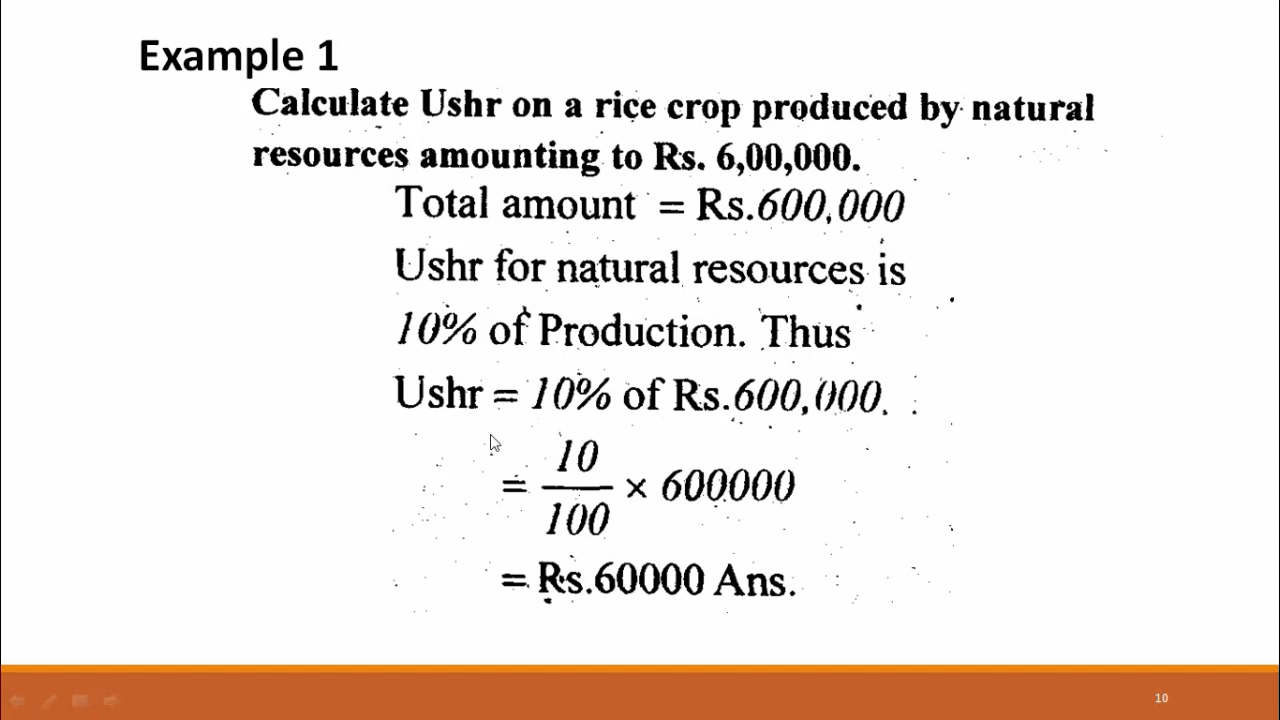 Example 1
Calculate Ushr on a rice crop produced by natural
resources amounting to Rs. 6,00,000.
Total amount = Rs.600,000
Ushr for natural resources is
10% of Production. Thus
Ushr = 10% of Rs.600,000.
= 10/100 × 600000
= Rs.60000 Ans.
10